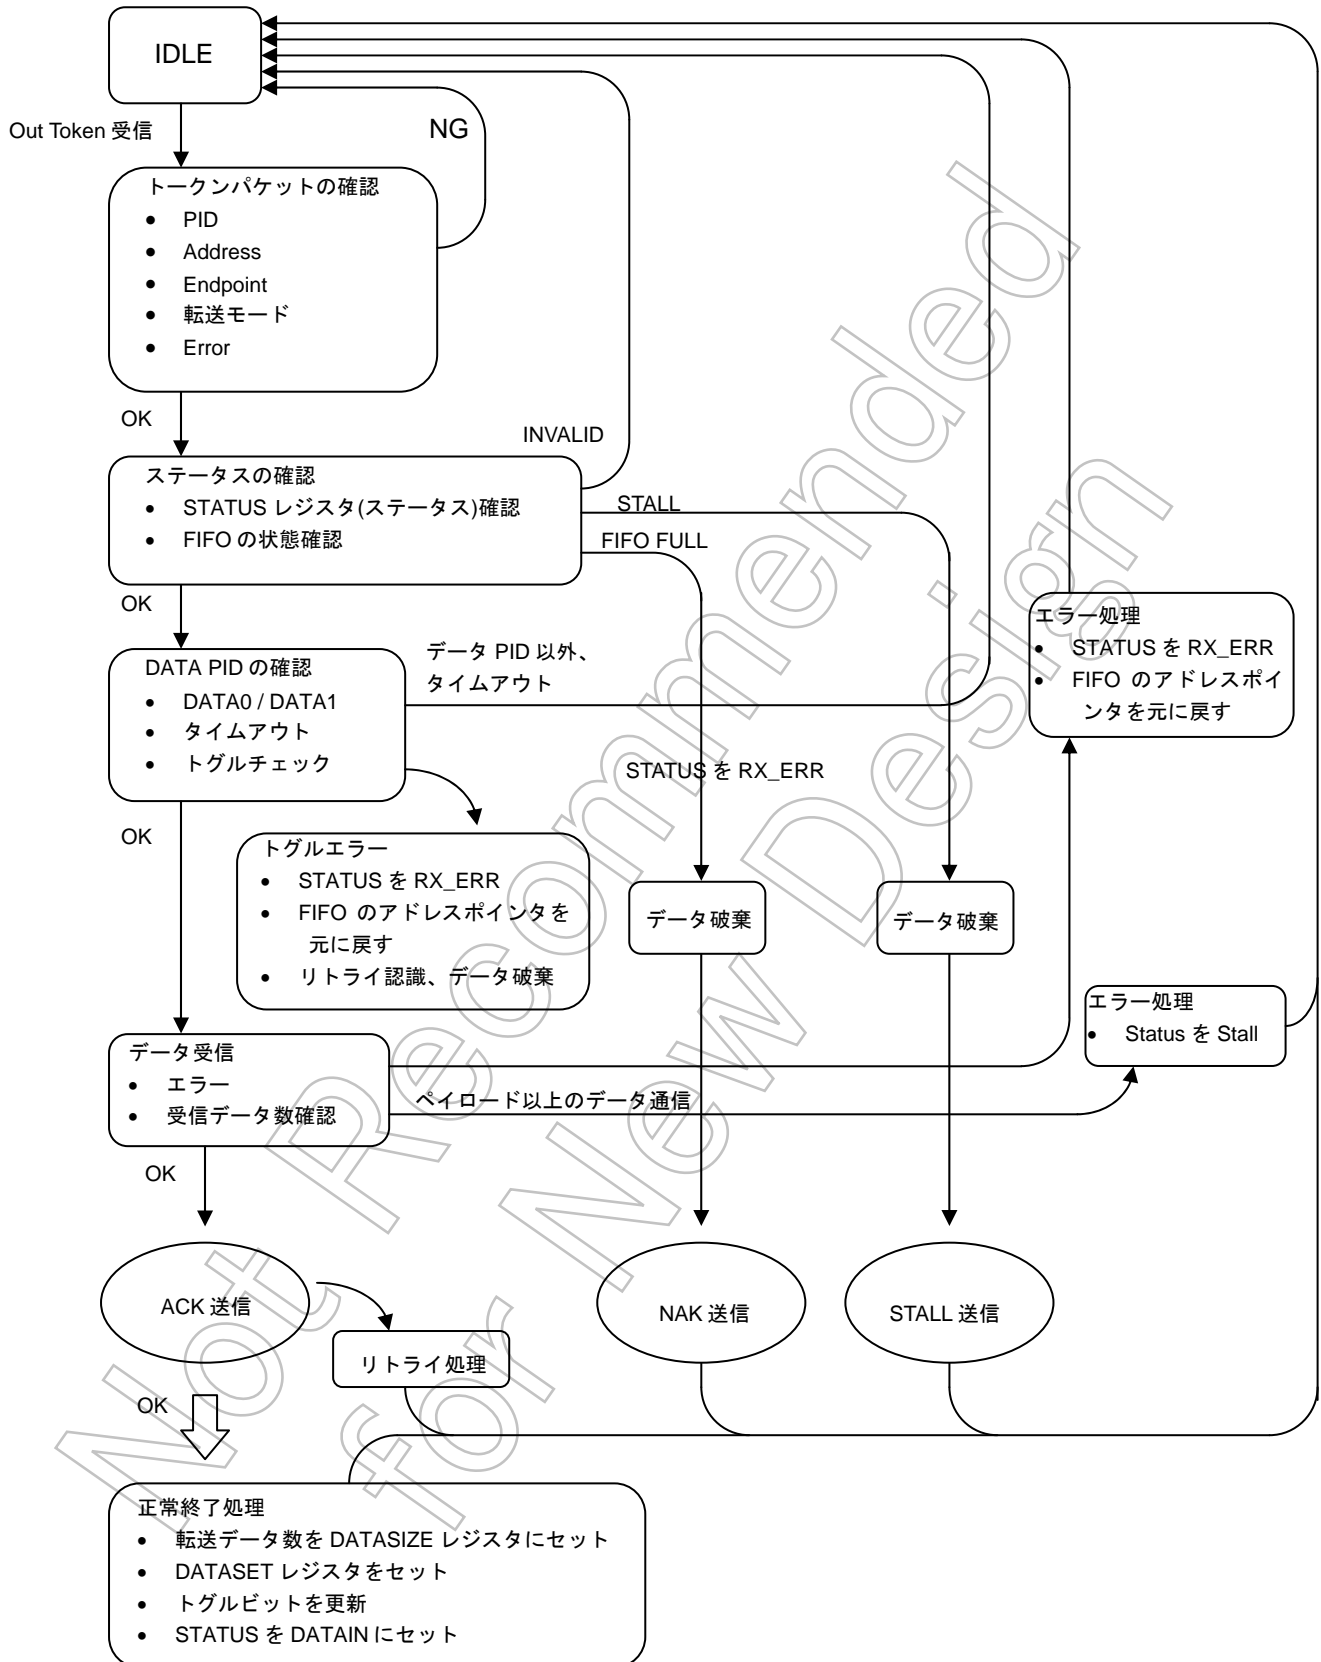 IDLE
Out Token 受信
NG
トークンパケットの確認
• PID
• Address
• Endpoint
• 転送モード
• Error
OK
INVALID
ステータスの確認
• STATUS レジスタ(ステータス)確認
• FIFO の状態確認
STALL
FIFO FULL
OK
DATA PID の確認
• DATA0 / DATA1
• タイムアウト
• トグルチェック
データ PID 以外、
タイムアウト
エラー処理
• STATUS を RX_ERR
• FIFO のアドレスポイ
ンタを元に戻す
STATUS を RX_ERR
OK
トグルエラー
• STATUS を RX_ERR
• FIFO のアドレスポインタを
元に戻す
• リトライ認識、データ破棄
データ破棄
データ破棄
エラー処理
• Status を Stall
データ受信
• エラー
• 受信データ数確認
ペイロード以上のデータ通信
OK
ACK 送信
NAK 送信
STALL 送信
リトライ処理
OK
正常終了処理
• 転送データ数を DATASIZE レジスタにセット
• DATASET レジスタをセット
• トグルビットを更新
• STATUS を DATAIN にセット
Not Recommended
for New Design